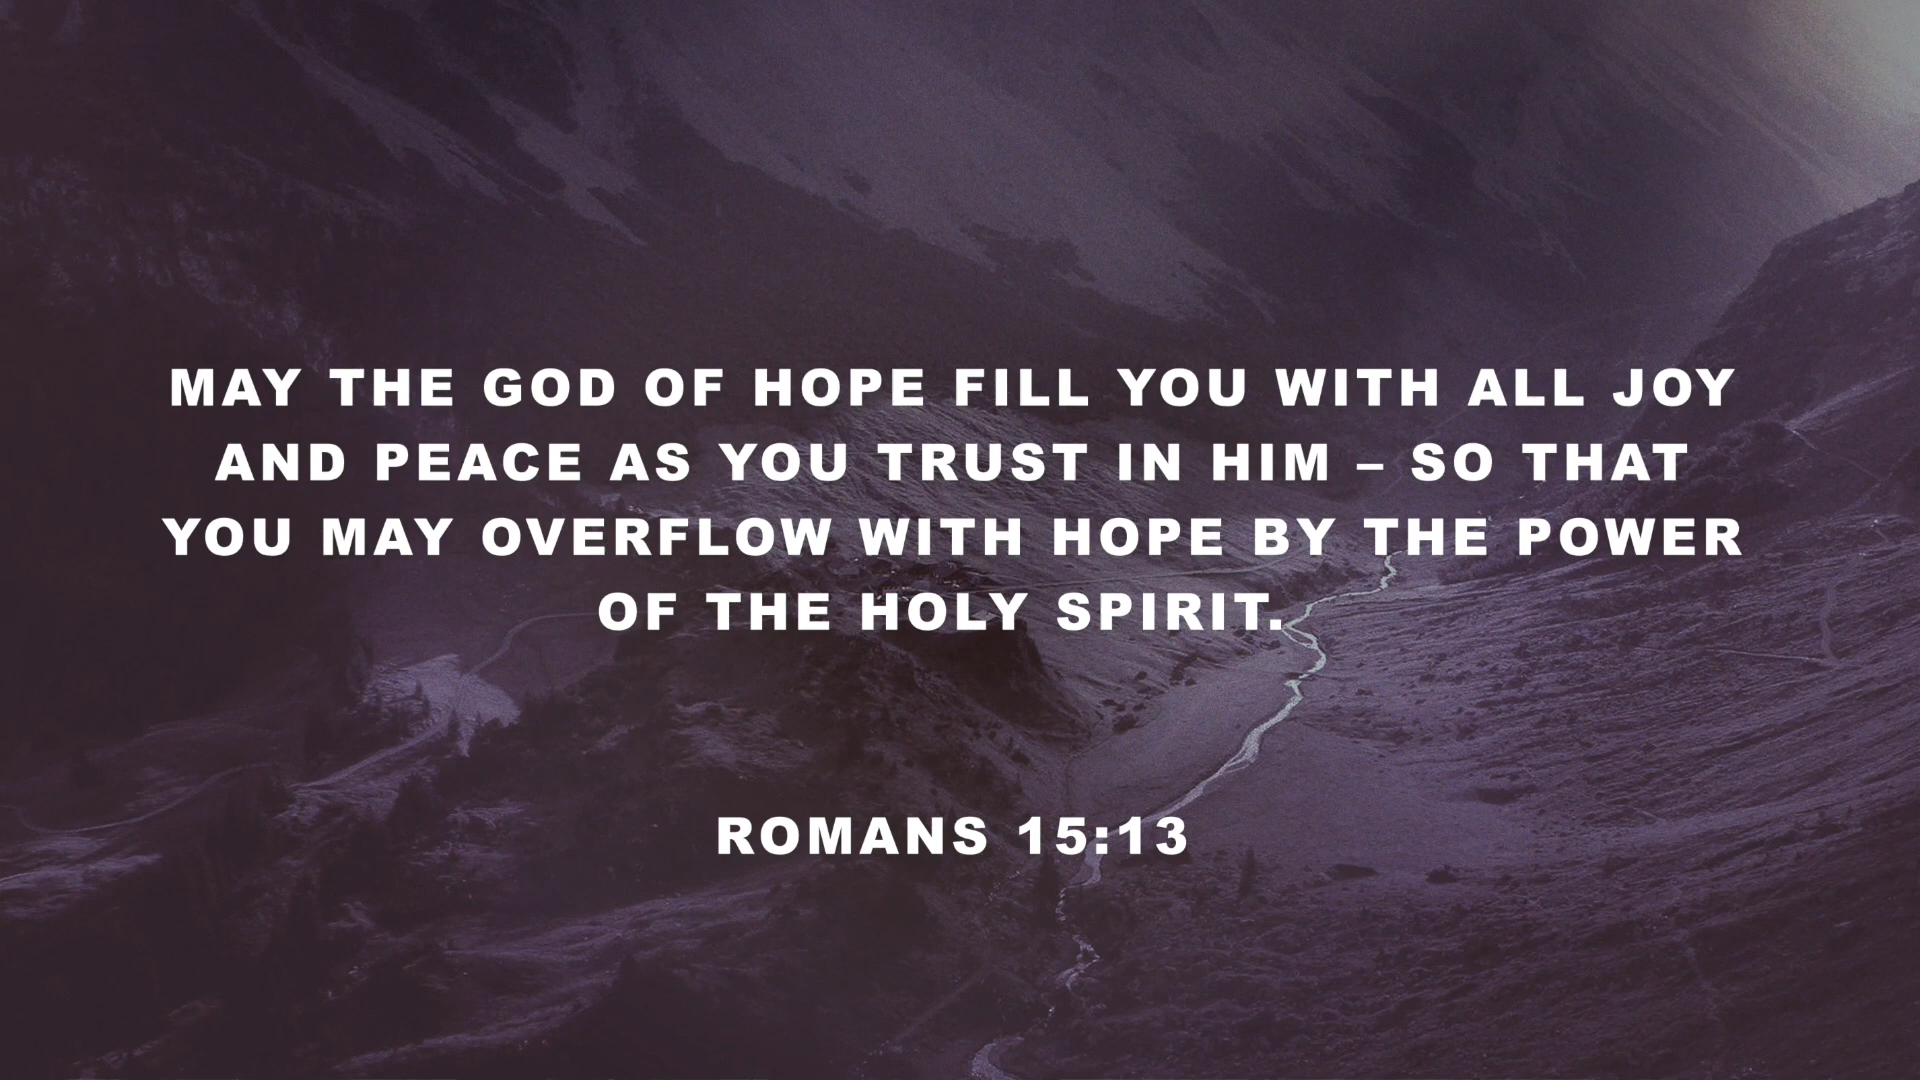 MAY THE GOD OF HOPE FILL YOU WITH ALL JOY
AND PEACE AS YOU TRUST IN HIM – SO THAT
YOU MAY OVERFLOW WITH HOPE BY THE POWER
OF THE HOLY SPIRIT.
ROMANS 15:13